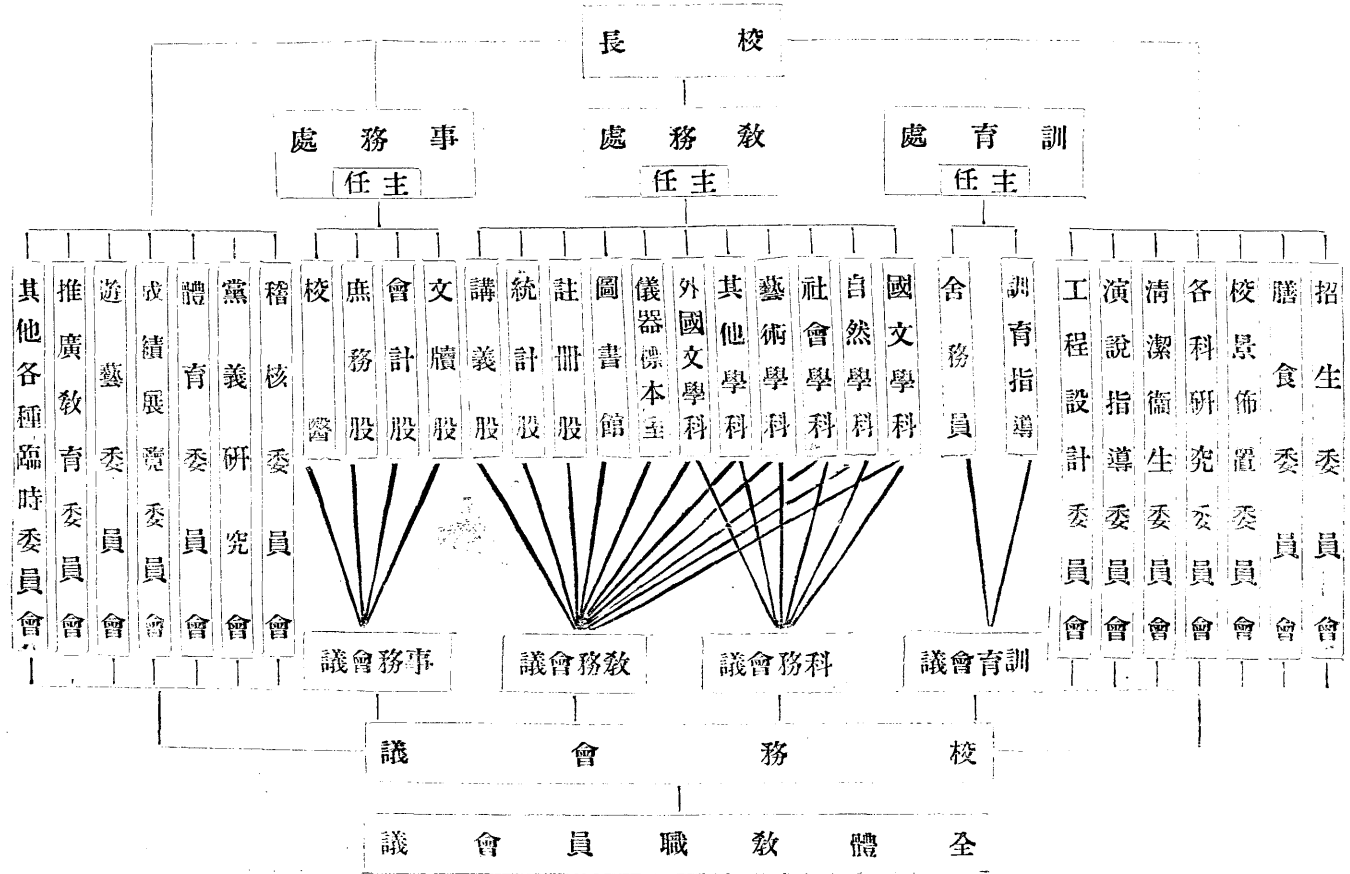 校長
訓育處
主任
教務處
主任
事務處
主任
招生委員會
膳食委員會
校景佈置委員會
各科研究委員會
清潔衞生委員會
演說指導委員會
工程設計委員會
訓育指導
舍務員
國文學科
自然學科
社會學科
藝術學科
其他學科
外國文學科
儀器標本室
圖書館
註冊股
統計股
講義股
文牘股
會計股
庶務股
校醫
稽核委員會
黨義研究會
體育委員會
成績展覽委員會
遊藝委員會
推廣教育委員會
其他各種臨時委員會
訓育會議
科務會議
教務會議
事務會議
校務會議
全體教職員會議